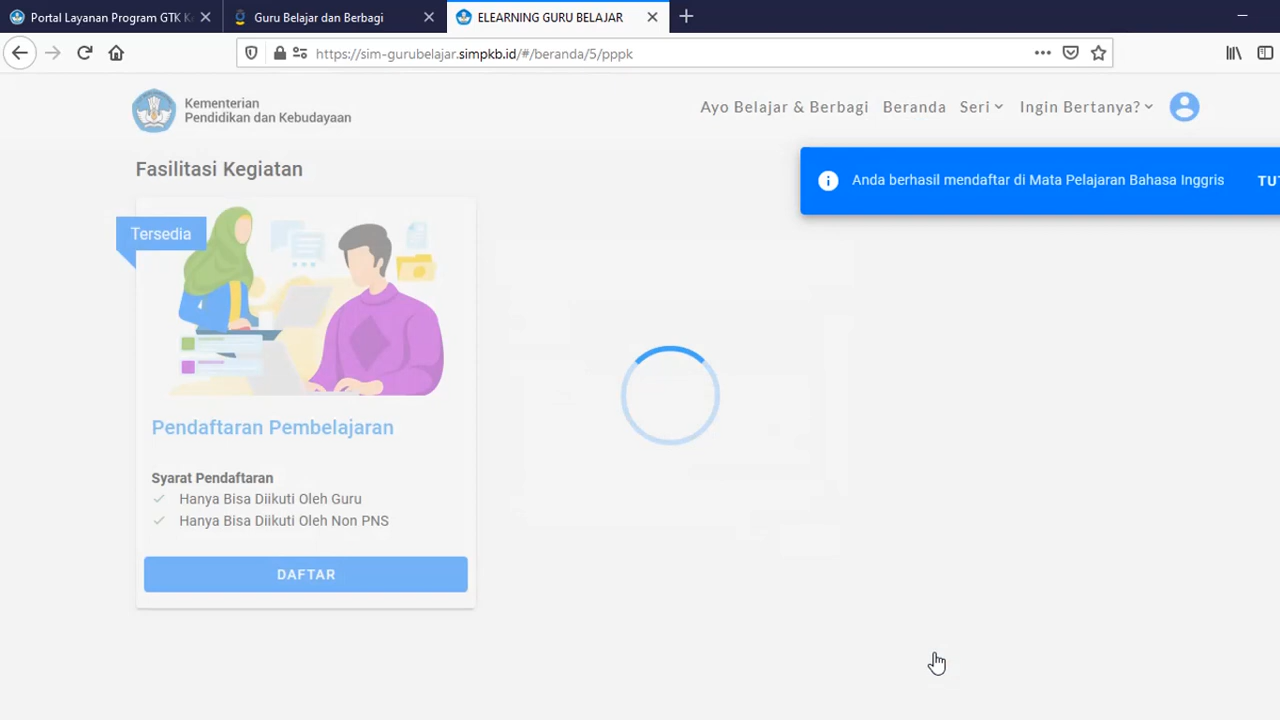 Portal Layanan Program GTK K
Guru Belajar dan Berbagi
ELEARNING GURU BELAJAR
https://sim-gurubelajar.simpkb.id/#/beranda/5/pppk
Kementerian
Pendidikan dan Kebudayaan
Ayo Belajar & Berbagi
Beranda
Seri
Ingin Bertanya?
Fasilitasi Kegiatan
Anda berhasil mendaftar di Mata Pelajaran Bahasa Inggris
Tersedia
Pendaftaran Pembelajaran
Syarat Pendaftaran
Hanya Bisa Diikuti Oleh Guru
Hanya Bisa Diikuti Oleh Non PNS
DAFTAR